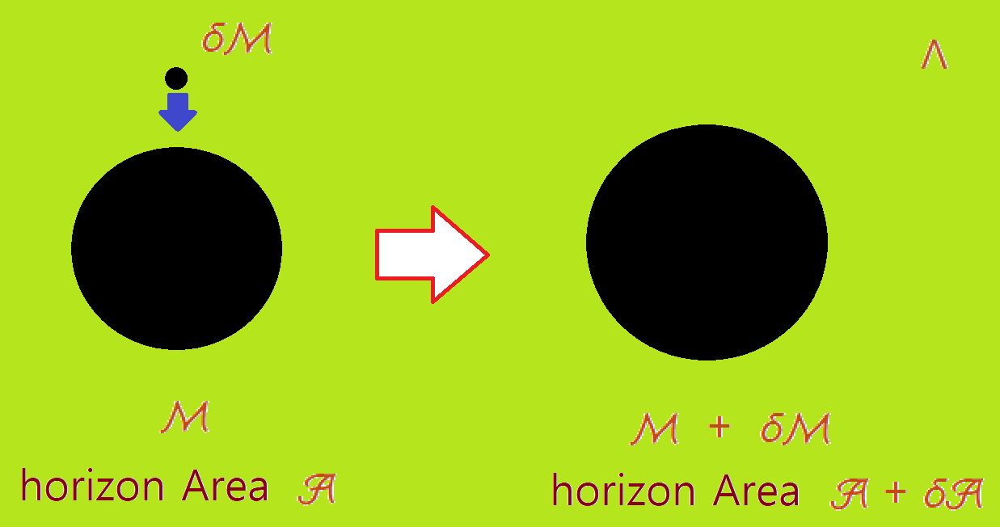 δℳ
Λ
ℳ
ℳ + δℳ
horizon Area 𝒜
horizon Area 𝒜 + δ𝒜